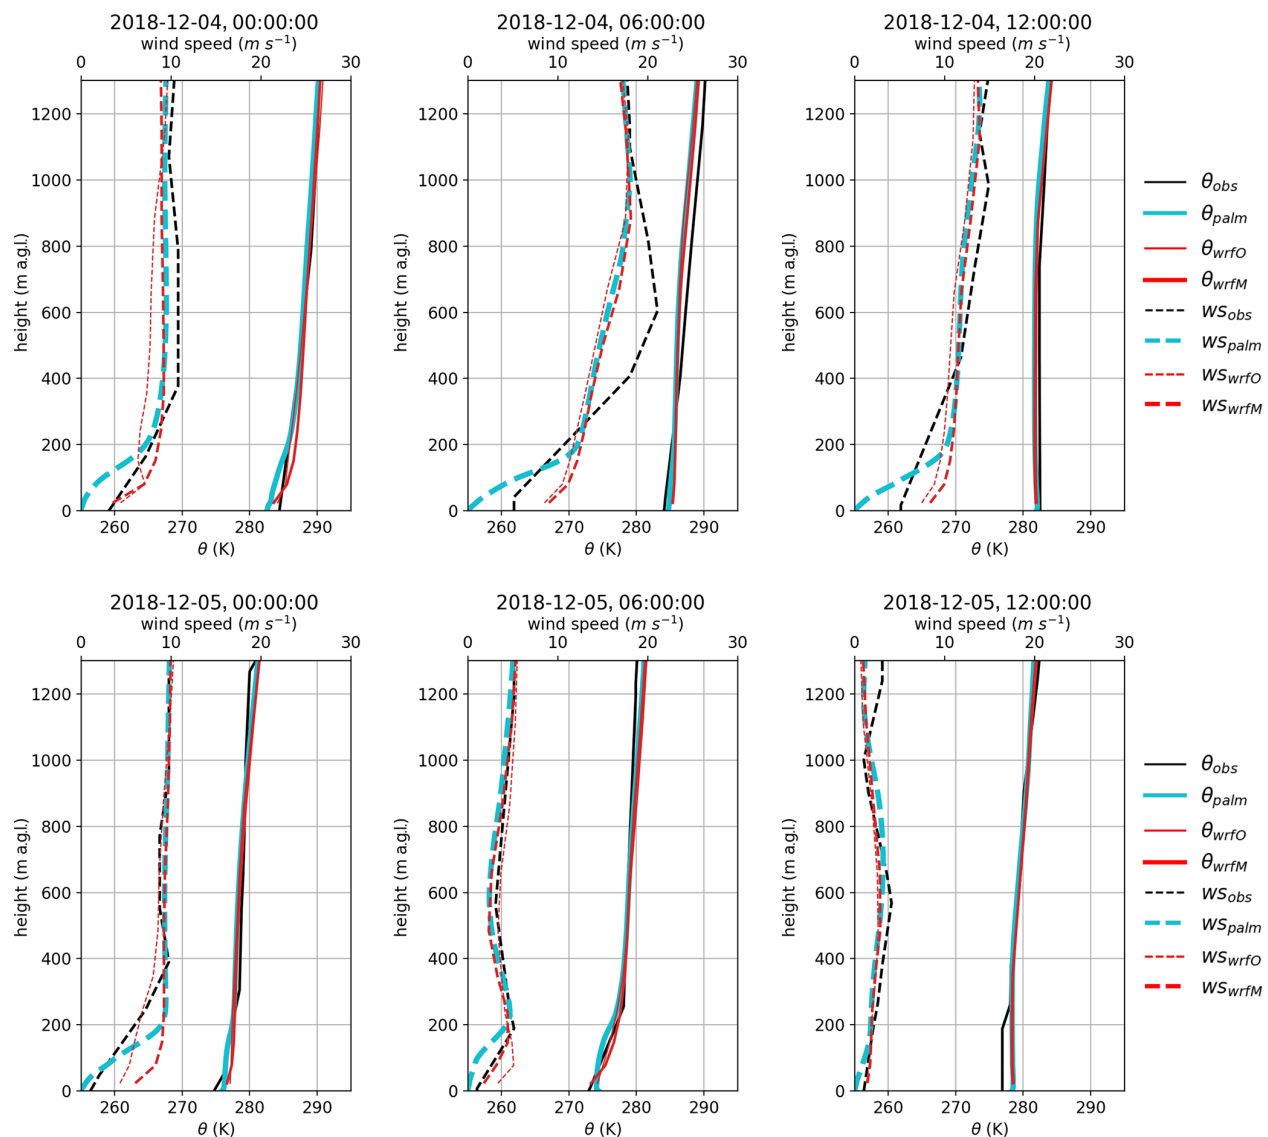 2018-12-04, 00:00:00
wind speed (m s⁻¹)
0 10 20 30
1200
1000
800
600
400
200
0
height (m a.g.l.)
260 270 280 290
θ (K)
2018-12-04, 06:00:00
wind speed (m s⁻¹)
0 10 20 30
1200
1000
800
600
400
200
0
height (m a.g.l.)
260 270 280 290
θ (K)
2018-12-04, 12:00:00
wind speed (m s⁻¹)
0 10 20 30
1200
1000
800
600
400
200
0
height (m a.g.l.)
260 270 280 290
θ (K)
θobs
θpalm
θwrfO
θwrfM
wsobs
wspalm
wswrfO
wswrfM
2018-12-05, 00:00:00
wind speed (m s⁻¹)
0 10 20 30
1200
1000
800
600
400
200
0
height (m a.g.l.)
260 270 280 290
θ (K)
2018-12-05, 06:00:00
wind speed (m s⁻¹)
0 10 20 30
1200
1000
800
600
400
200
0
height (m a.g.l.)
260 270 280 290
θ (K)
2018-12-05, 12:00:00
wind speed (m s⁻¹)
0 10 20 30
1200
1000
800
600
400
200
0
height (m a.g.l.)
260 270 280 290
θ (K)
θobs
θpalm
θwrfO
θwrfM
wsobs
wspalm
wswrfO
wswrfM